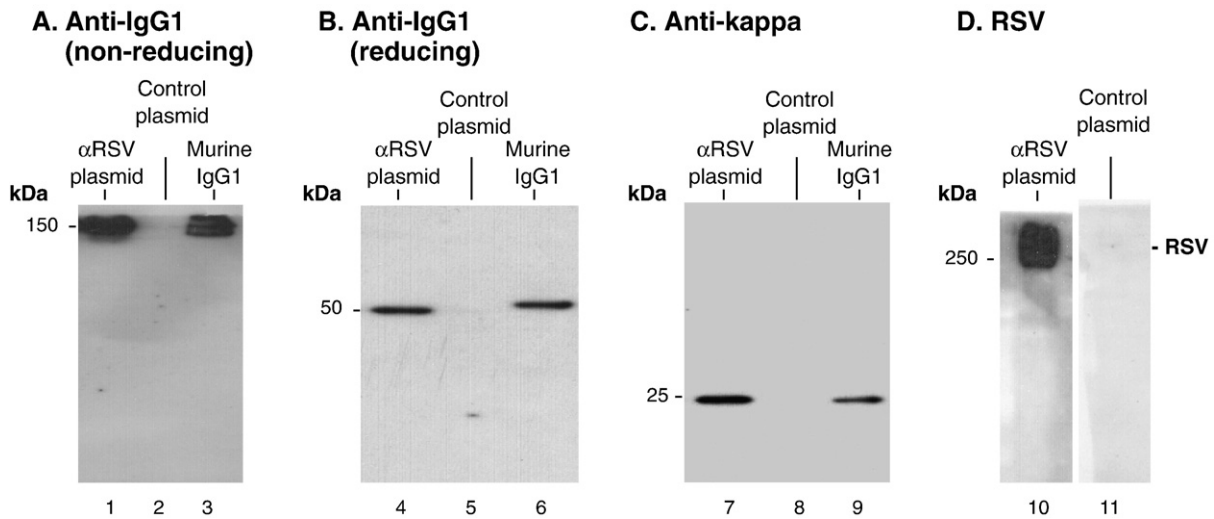 A. Anti-IgG1
(non-reducing)
Control
plasmid
αRSV
plasmid
Murine
IgG1
kDa
150
1 2 3
B. Anti-IgG1
(reducing)
Control
plasmid
αRSV
plasmid
Murine
IgG1
kDa
50
4 5 6
C. Anti-kappa
Control
plasmid
αRSV
plasmid
Murine
IgG1
kDa
25
7 8 9
D. RSV
Control
plasmid
αRSV
plasmid
kDa
250
- RSV
10 11